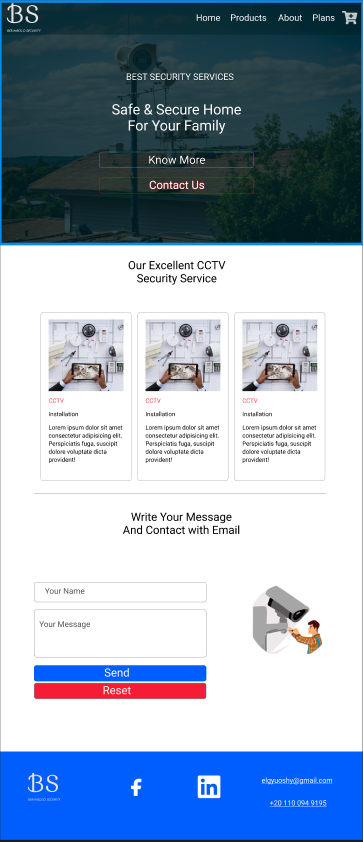 BS
Home Products About Plans
BEST SECURITY SERVICES
Safe & Secure Home
For Your Family
Know More
Contact Us
Our Excellent CCTV
Security Service
CCTV
Installation
Lorem ipsum dolor sit amet
consectetur adipisicing elit.
Perspiciatis fuga, suscipit
dolore voluptate dicta
provident!
CCTV
Installation
Lorem ipsum dolor sit amet
consectetur adipisicing elit.
Perspiciatis fuga, suscipit
dolore voluptate dicta
provident!
CCTV
Installation
Lorem ipsum dolor sit amet
consectetur adipisicing elit.
Perspiciatis fuga, suscipit
dolore voluptate dicta
provident!
Write Your Message
And Contact with Email
Your Name
Your Message
Send
Reset
BS
f
in
elgyuoshy@gmail.com
+20 110 094 9195